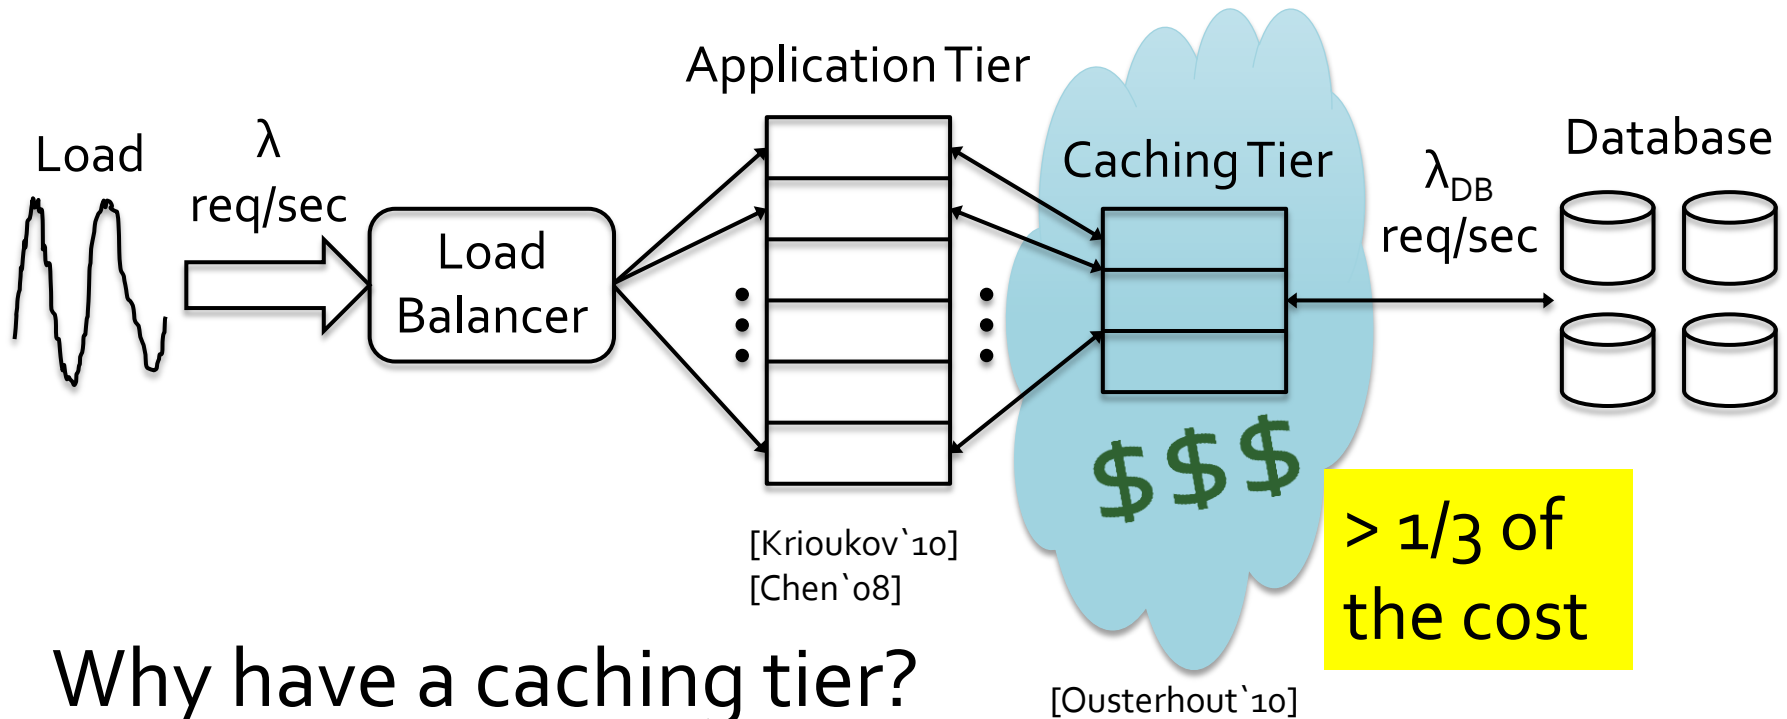 Load
λ
req/sec
Load
Balancer
Application Tier
[Krioukov`10]
[Chen`08]
Caching Tier
$$$
> 1/3 of
the cost
[Ousterhout`10]
λDB
req/sec
Database
Why have a caching tier?